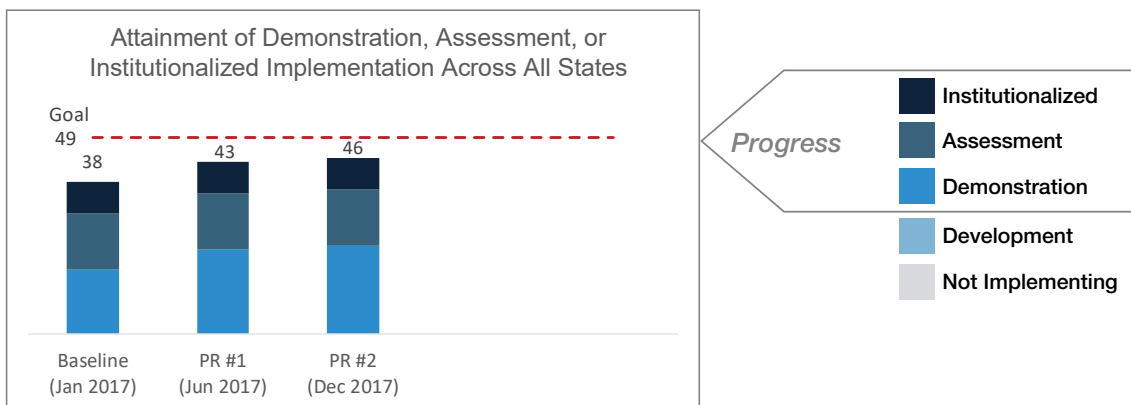 Attainment of Demonstration, Assessment, or
Institutionalized Implementation Across All States
Goal
49
38
43
46
Baseline
(Jan 2017)
PR #1
(Jun 2017)
PR #2
(Dec 2017)
Progress
Institutionalized
Assessment
Demonstration
Development
Not Implementing